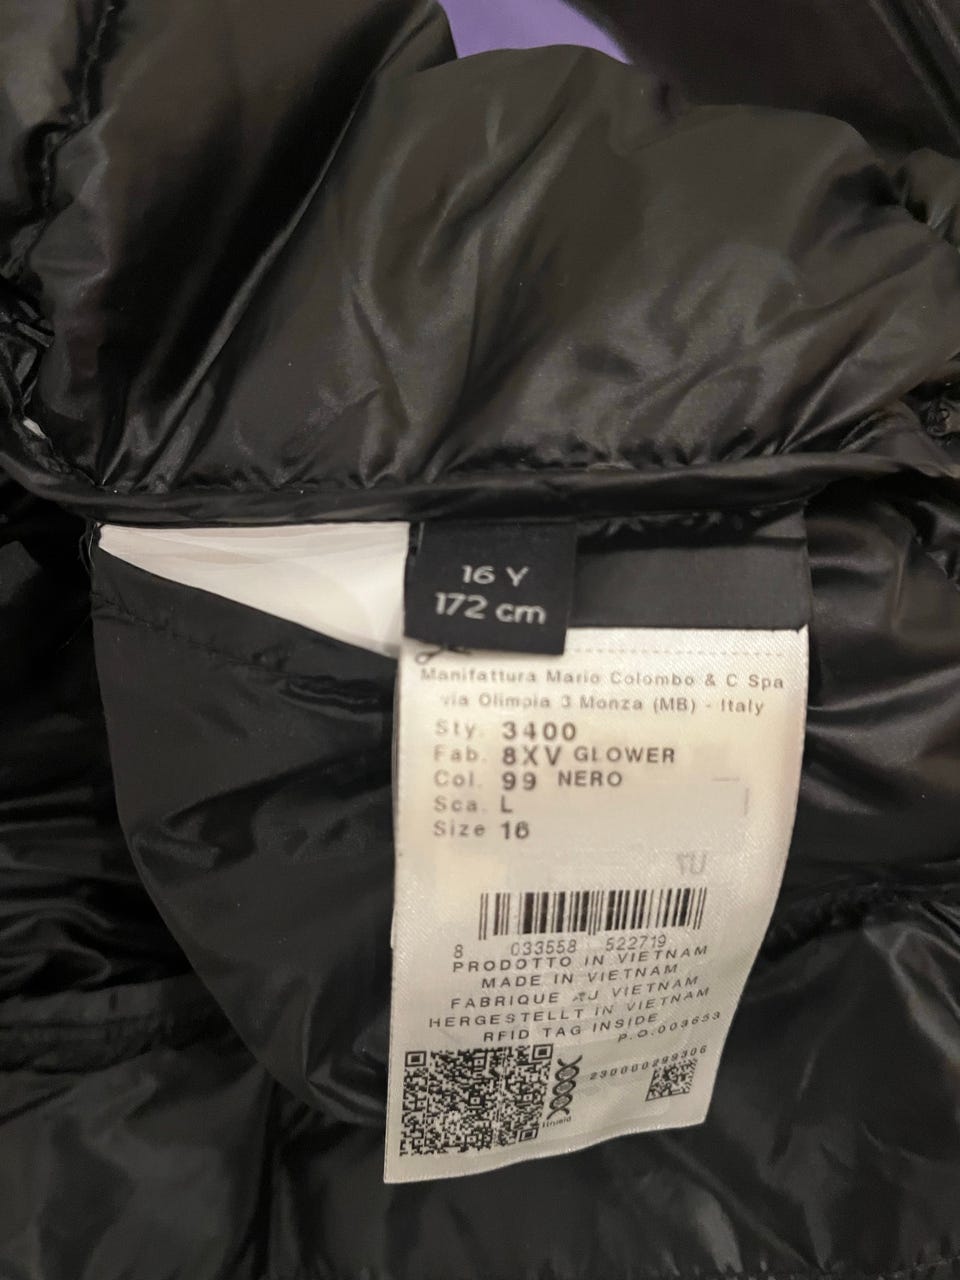 16 Y
172 cm
Manifattura Mario Colombo & C Spa
via Olimpia 3 Monza (MB) - Italy
Sty. 3400
Fab. 8XV GLOWER
Col. 99 NERO
Sca. L
Size 16
8 033558 522719
PRODOTTO IN VIETNAM
MADE IN VIETNAM
FABRIQUE AU VIETNAM
HERGESTELLT IN VIETNAM
RFID TAG INSIDE
P.O.003653
230000299306